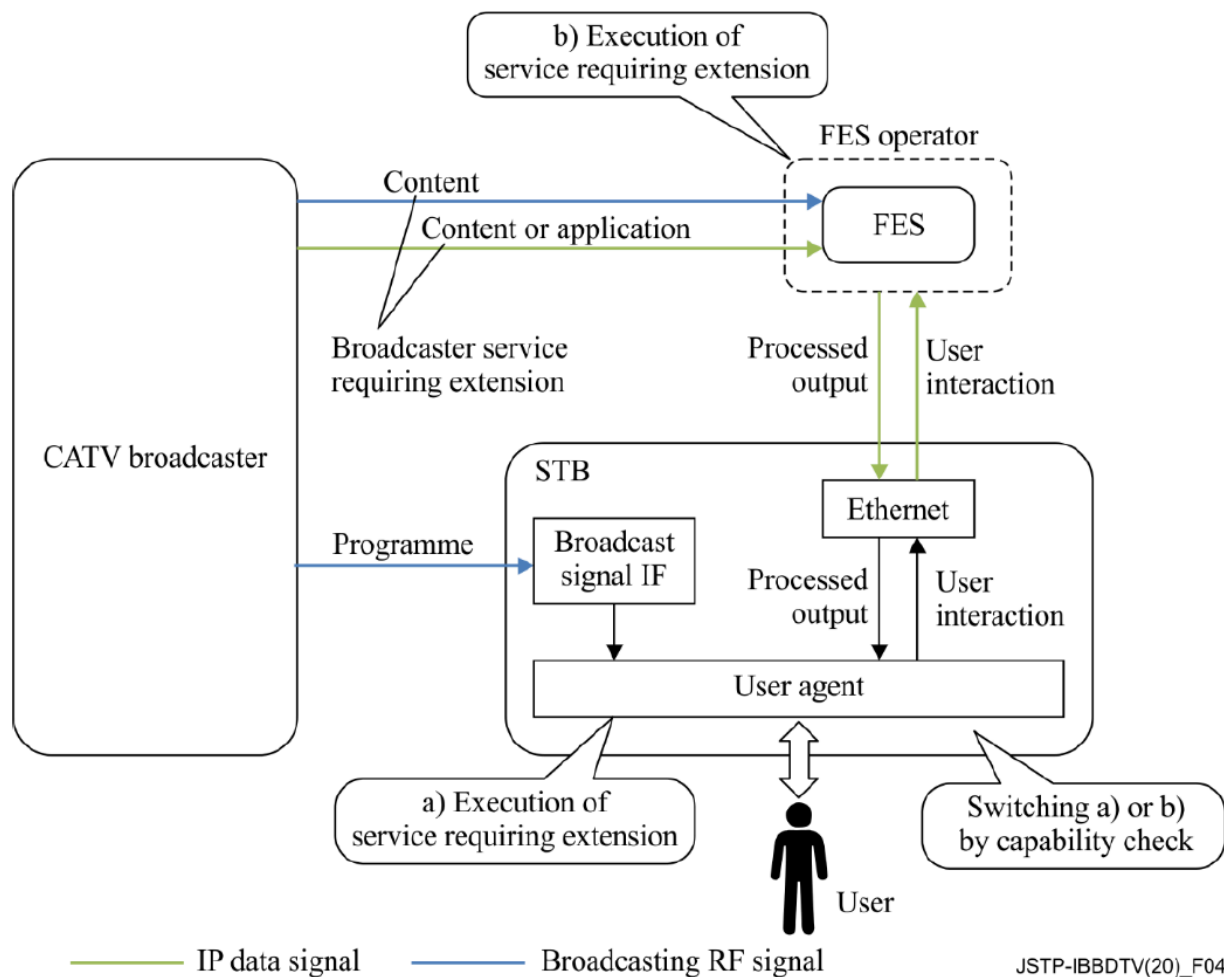 b) Execution of
service requiring extension
FES operator
Content
FES
Content or application
Broadcaster service
requiring extension
Processed
output
User
interaction
CATV broadcaster
STB
Ethernet
Programme
Broadcast
signal IF
Processed
output
User
interaction
User agent
a) Execution of
service requiring extension
Switching a) or b)
by capability check
User
IP data signal
Broadcasting RF signal
JSTP-IBBDTV(20)_F04